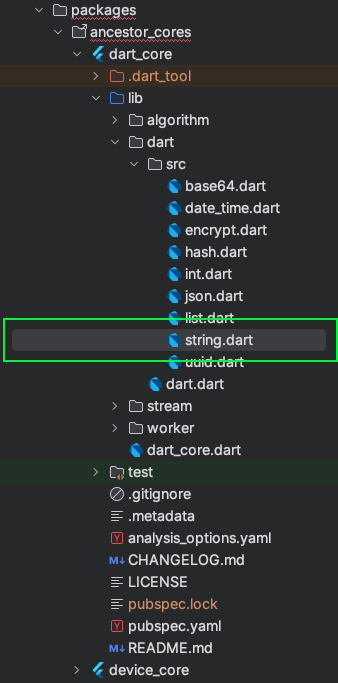 packages
ancestor_cores
dart_core
.dart_tool
lib
algorithm
dart
src
base64.dart
date_time.dart
encrypt.dart
hash.dart
int.dart
json.dart
list.dart
string.dart
uuid.dart
dart.dart
stream
worker
dart_core.dart
test
.gitignore
.metadata
Y analysis_options.yaml
M↓ CHANGELOG.md
LICENSE
pubspec.lock
Y pubspec.yaml
M↓ README.md
device_core